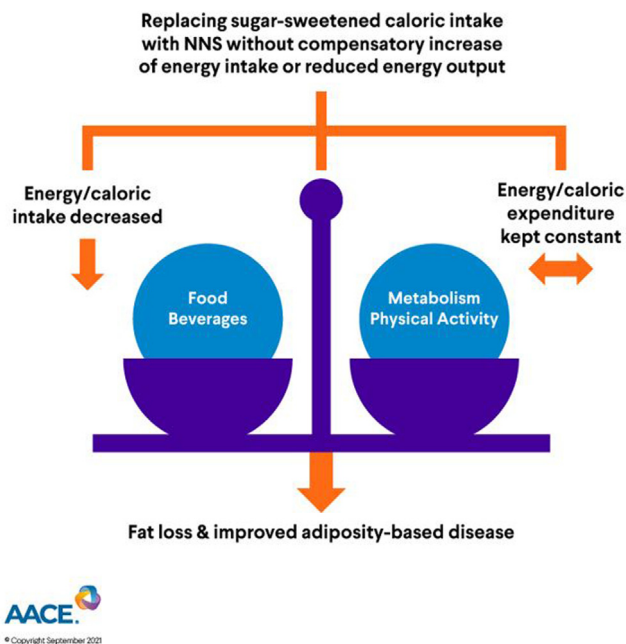 Replacing sugar-sweetened caloric intake
with NNS without compensatory increase
of energy intake or reduced energy output
Energy/caloric
intake decreased
Energy/caloric
expenditure
kept constant
Food
Beverages
Metabolism
Physical Activity
Fat loss & improved adiposity-based disease
AACE.
© Copyright September 2021